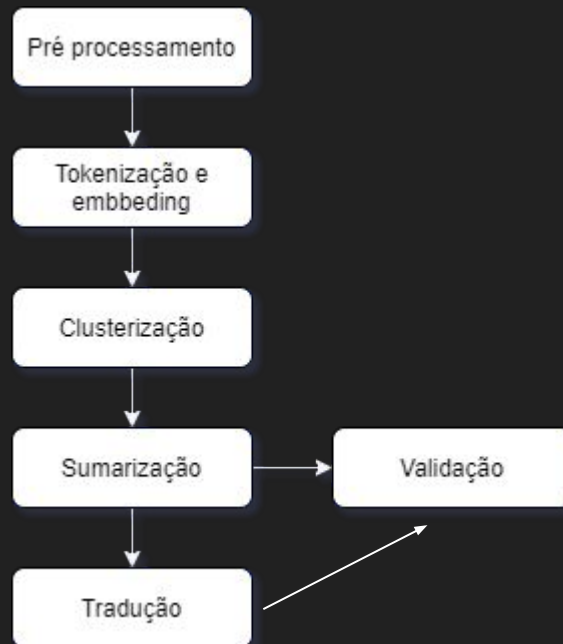 Pré processamento
Tokenização e
embbeding
Clusterização
Sumarização
Validação
Tradução